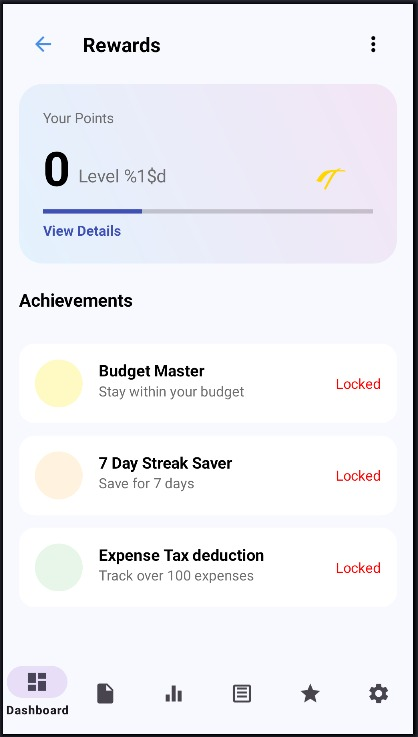 Rewards
Your Points
0 Level %1$d
View Details
Achievements
Budget Master
Stay within your budget
Locked
7 Day Streak Saver
Save for 7 days
Locked
Expense Tax deduction
Track over 100 expenses
Locked
Dashboard